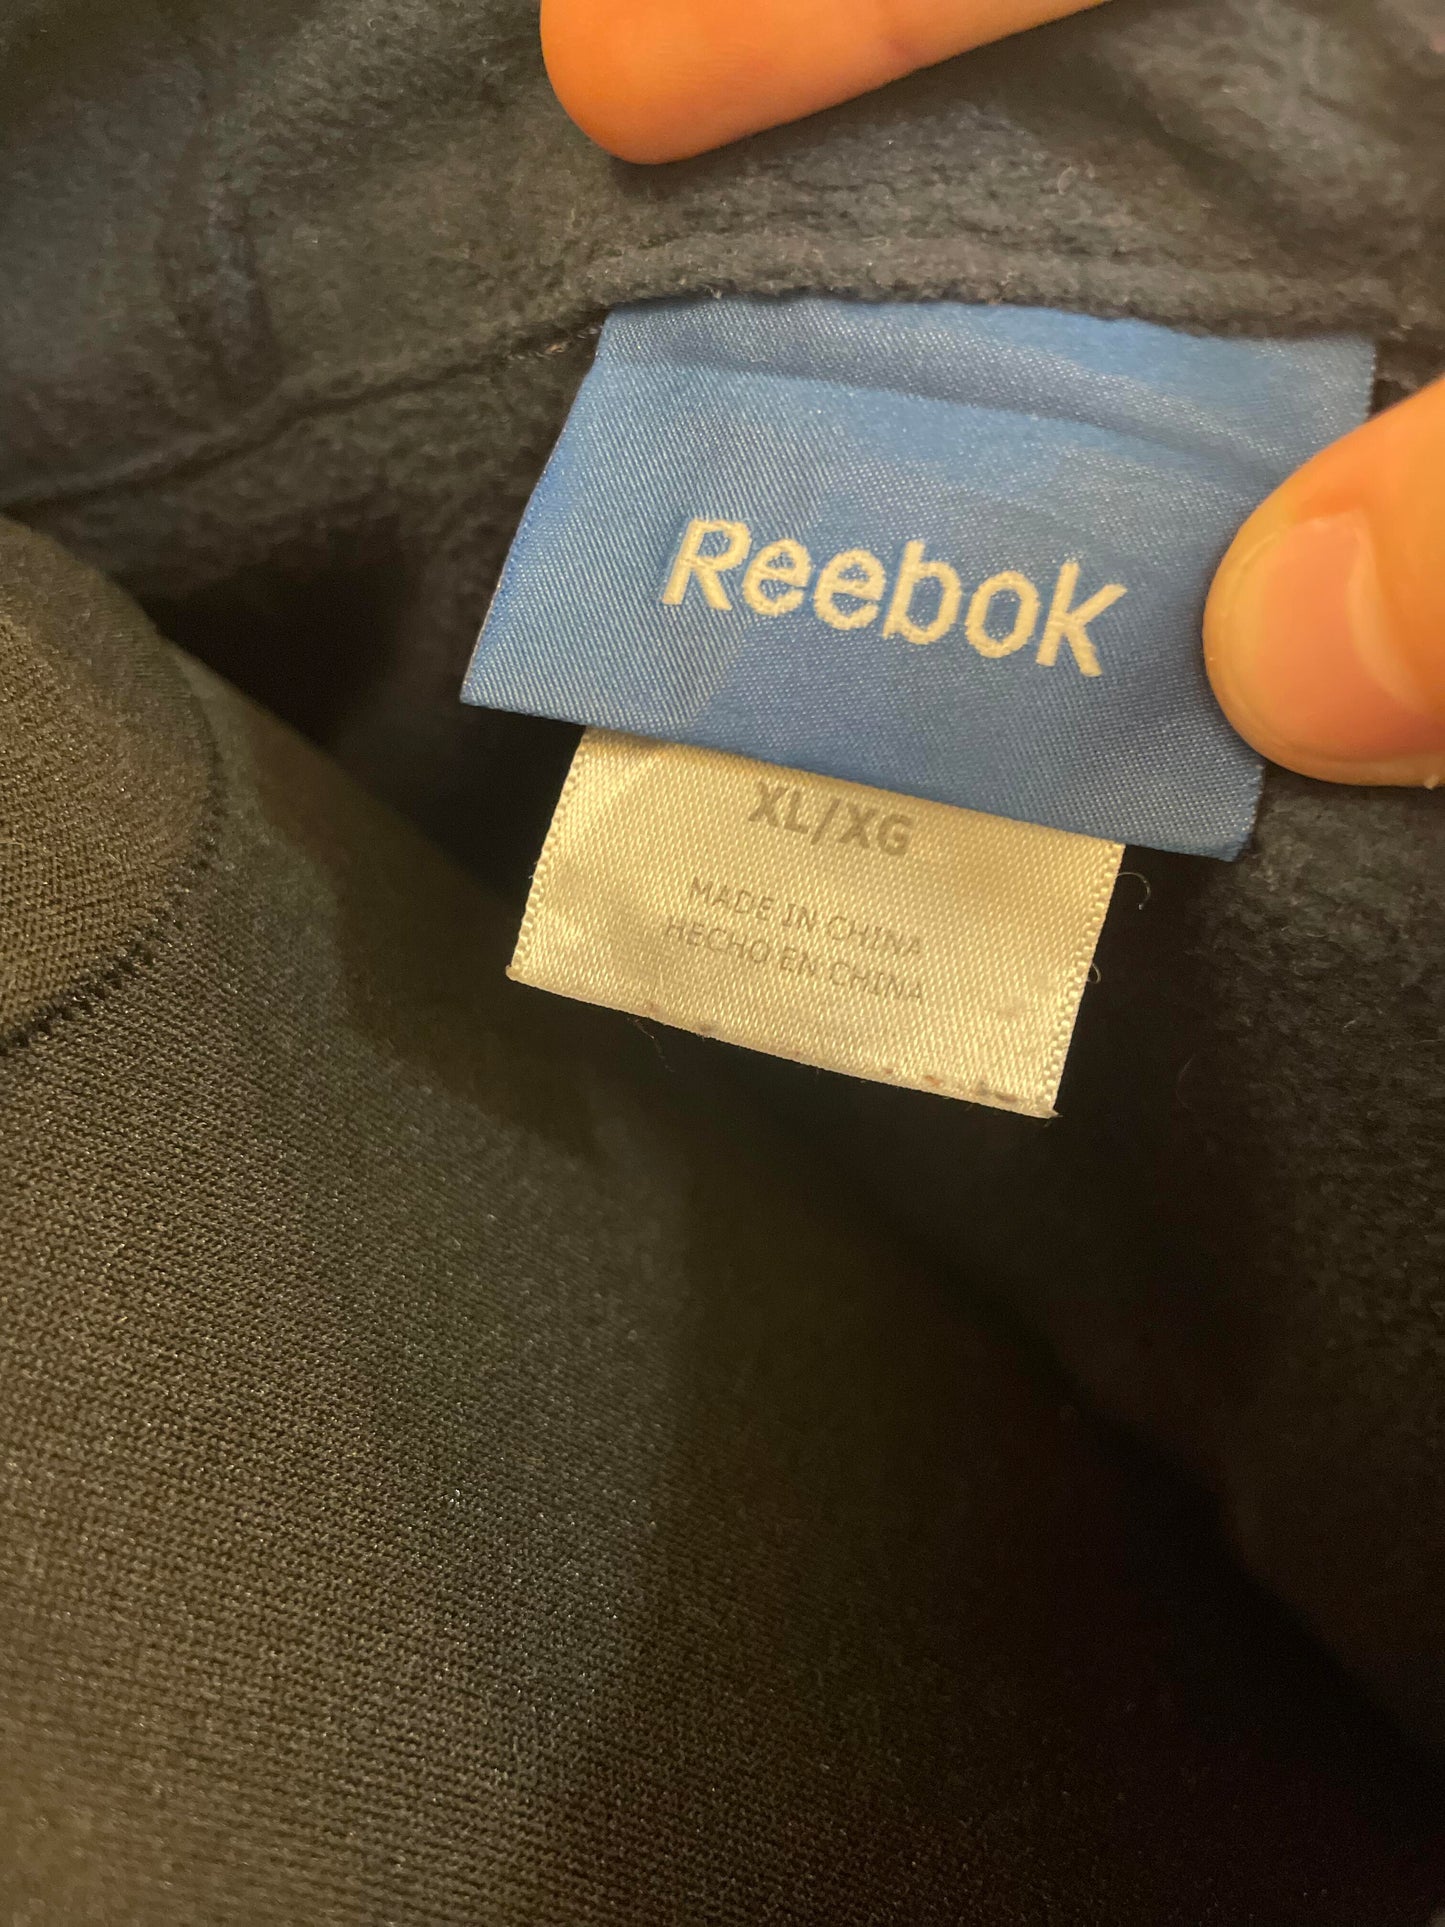 Reebok
XL/XG
MADE IN CHINA
HECHO EN CHINA